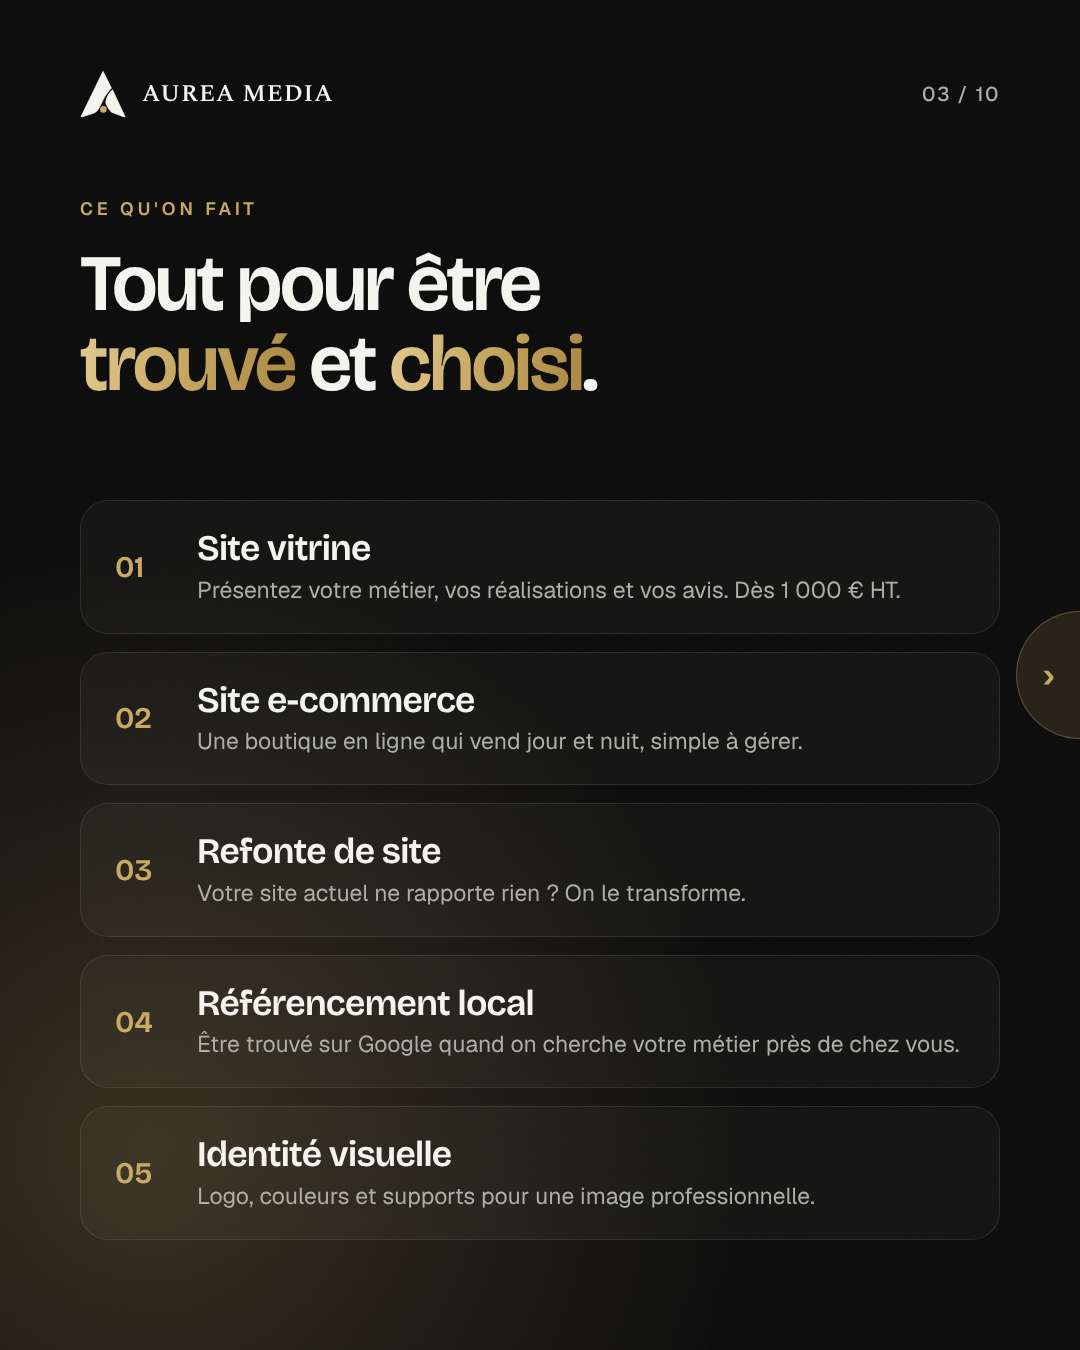 AUREA MEDIA
03 / 10
CE QU'ON FAIT
Tout pour être
trouvé et choisi.
01
Site vitrine
Présentez votre métier, vos réalisations et vos avis. Dès 1 000 € HT.
›
02
Site e-commerce
Une boutique en ligne qui vend jour et nuit, simple à gérer.
03
Refonte de site
Votre site actuel ne rapporte rien ? On le transforme.
04
Référencement local
Être trouvé sur Google quand on cherche votre métier près de chez vous.
05
Identité visuelle
Logo, couleurs et supports pour une image professionnelle.